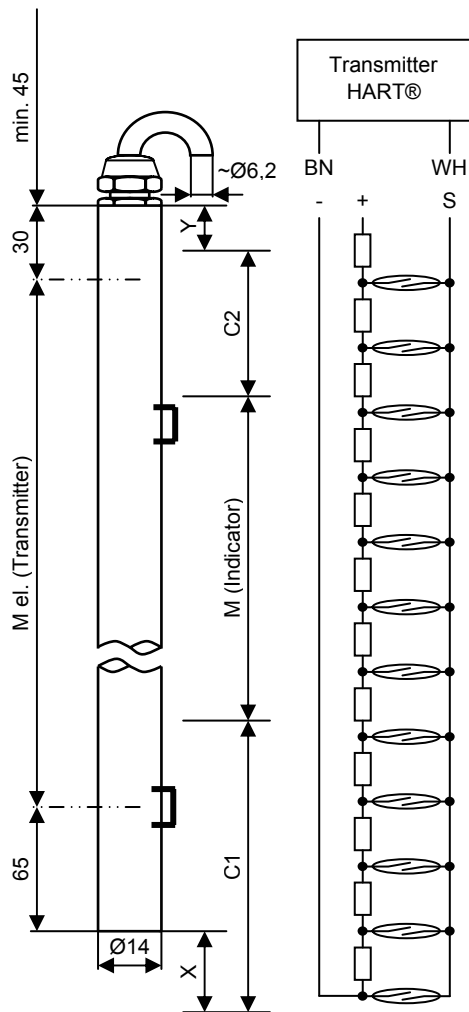 min. 45
~Ø6,2
30
Y
C2
M el. (Transmitter)
M (Indicator)
65
C1
Ø14
X
Transmitter
HART®
BN WH
- + S